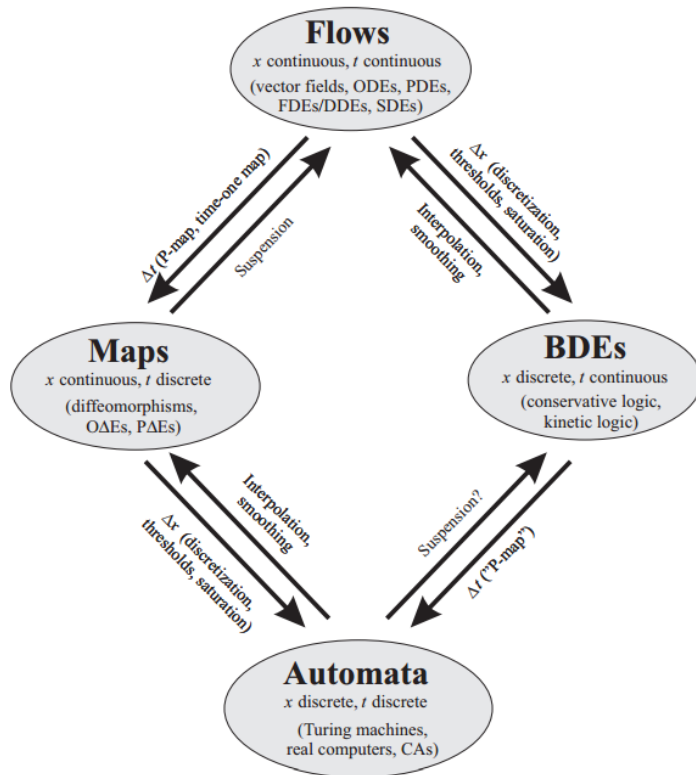 Flows
x continuous, t continuous
(vector fields, ODEs, PDEs,
FDEs/DDEs, SDEs)
Δt (P-map, time-one map)
Suspension
Δx (discretization,
thresholds, saturation)
Interpolation,
smoothing
Maps
x continuous, t discrete
(diffeomorphisms,
OΔEs, PΔEs)
BDEs
x discrete, t continuous
(conservative logic,
kinetic logic)
Δx (discretization,
thresholds, saturation)
Interpolation,
smoothing
Suspension?
Δt ("P-map")
Automata
x discrete, t discrete
(Turing machines,
real computers, CAs)